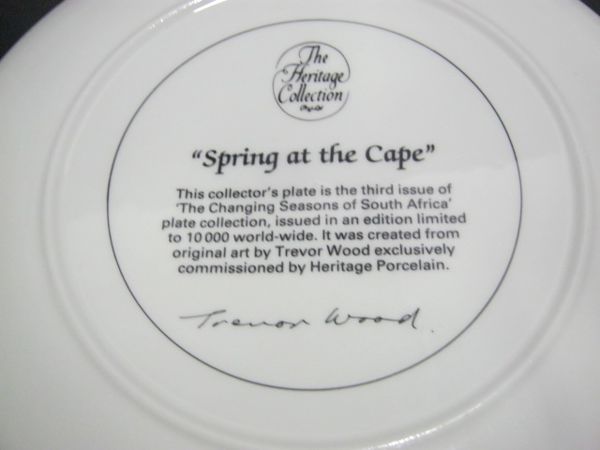 The
Heritage
Collection
"Spring at the Cape"
This collector's plate is the third issue of
'The Changing Seasons of South Africa'
plate collection, issued in an edition limited
to 10 000 world-wide. It was created from
original art by Trevor Wood exclusively
commissioned by Heritage Porcelain.
Trevor Wood.